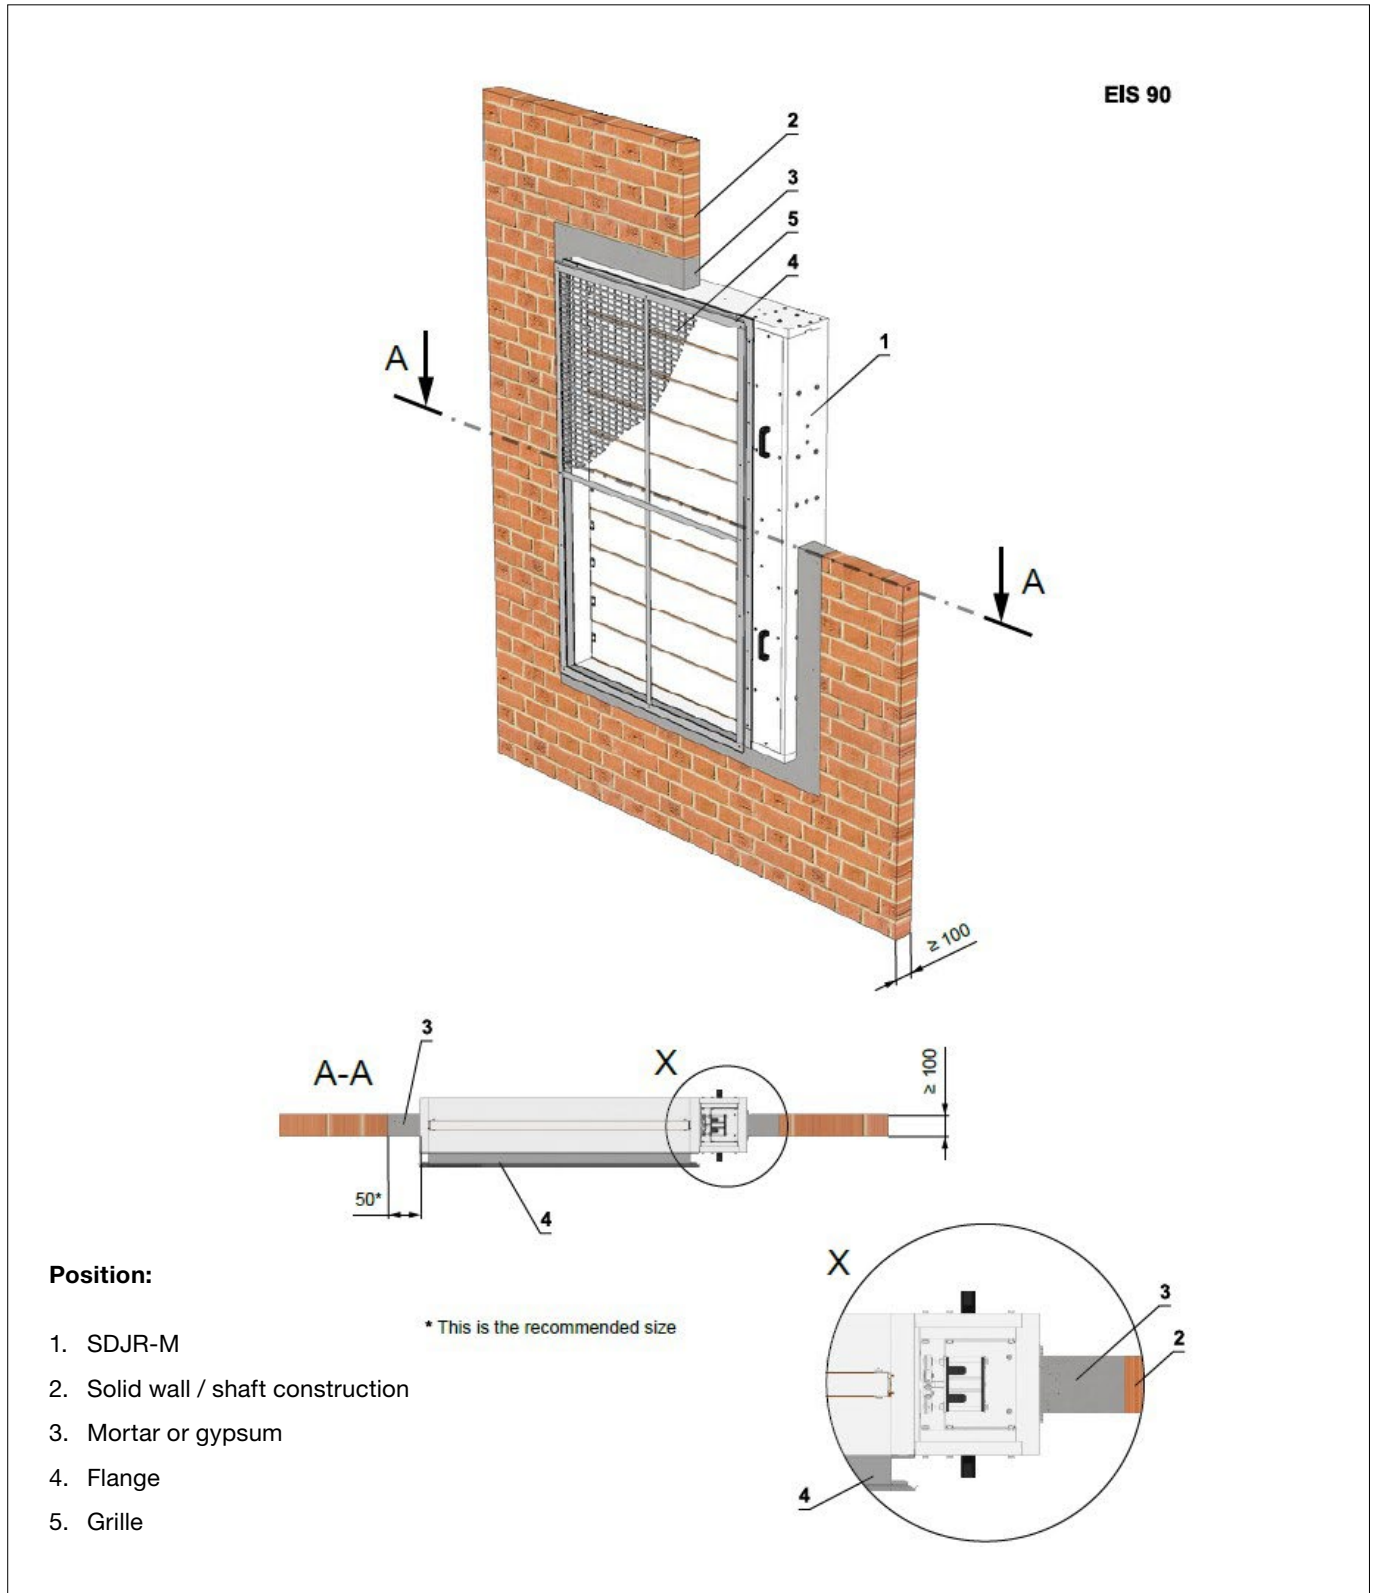 EIS 90
2
3
5
4
1
A
A
≥ 100
A-A
3
X
≥ 100
50*
4
Position:
1. SDJR-M
2. Solid wall / shaft construction
3. Mortar or gypsum
4. Flange
5. Grille
* This is the recommended size
X
3
2
4